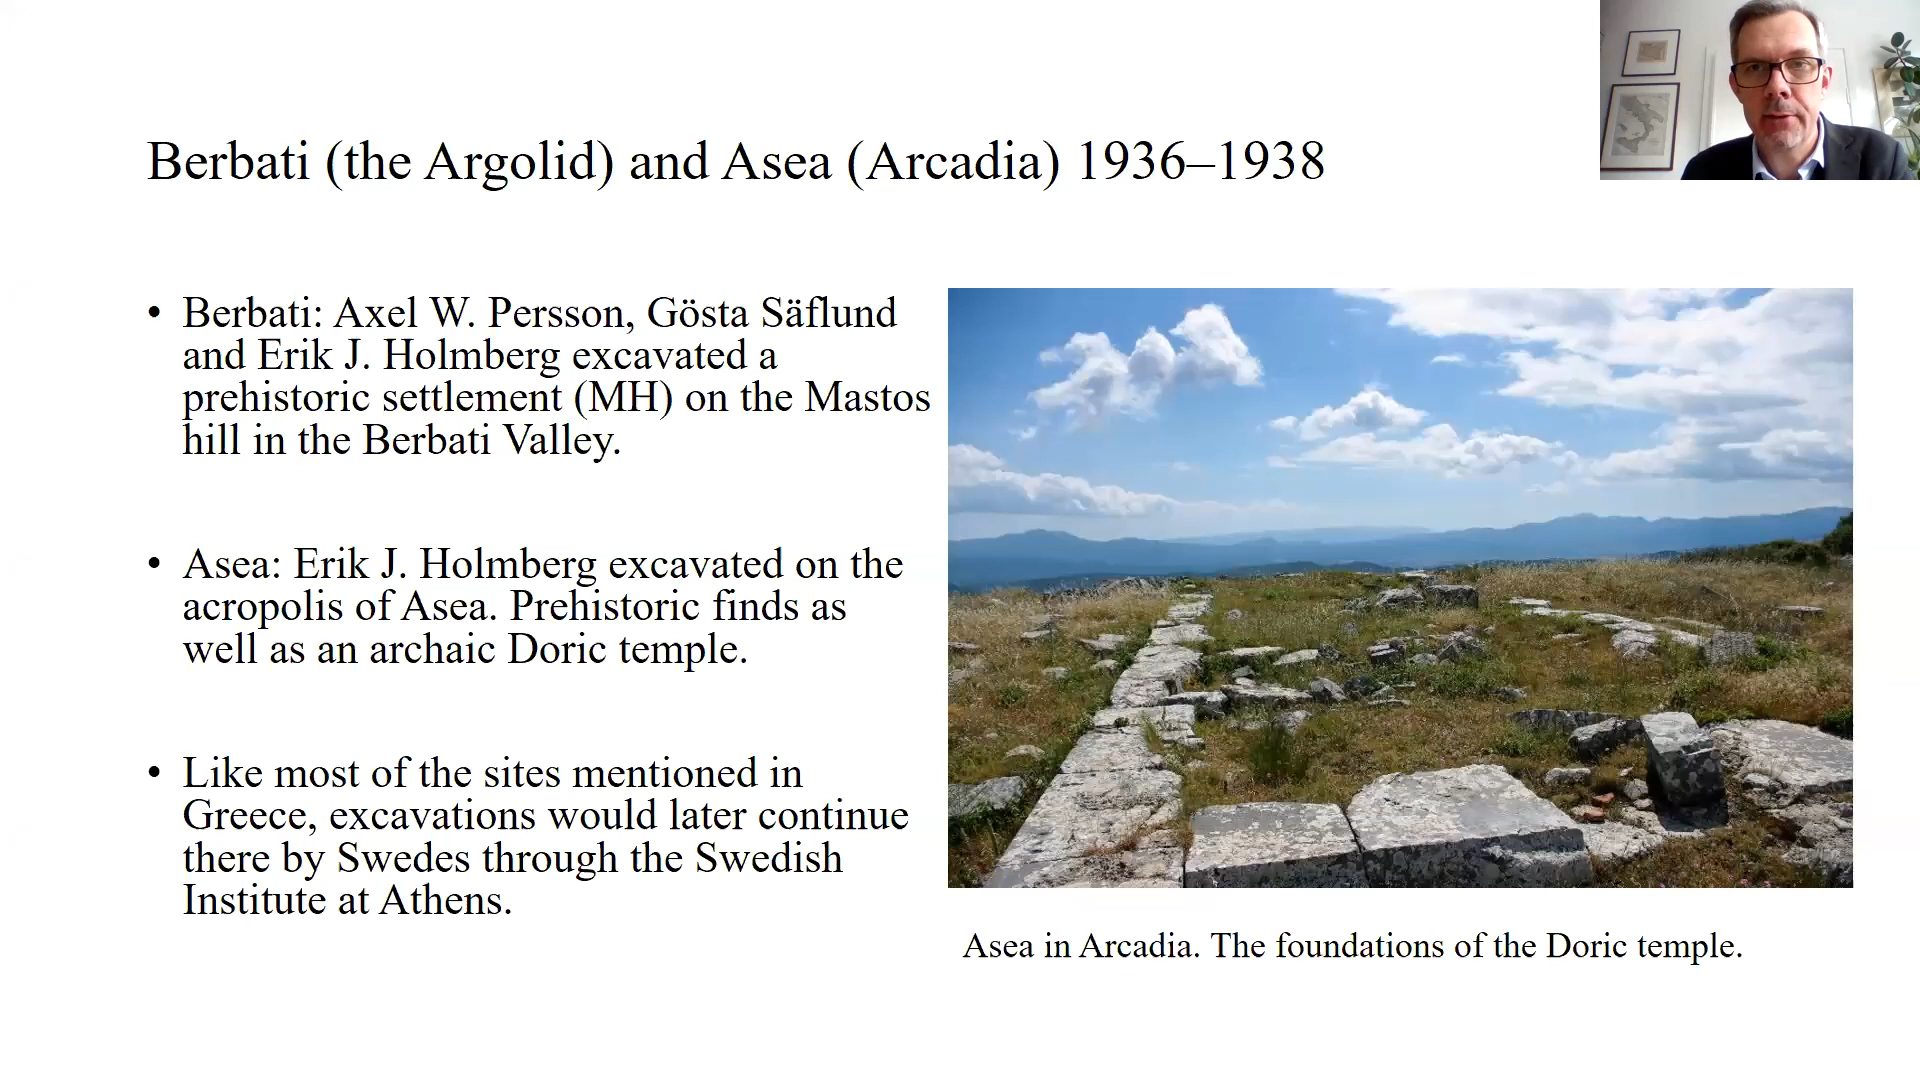 Berbati (the Argolid) and Asea (Arcadia) 1936–1938
• Berbati: Axel W. Persson, Gösta Säflund
and Erik J. Holmberg excavated a
prehistoric settlement (MH) on the Mastos
hill in the Berbati Valley.
• Asea: Erik J. Holmberg excavated on the
acropolis of Asea. Prehistoric finds as
well as an archaic Doric temple.
• Like most of the sites mentioned in
Greece, excavations would later continue
there by Swedes through the Swedish
Institute at Athens.
Asea in Arcadia. The foundations of the Doric temple.